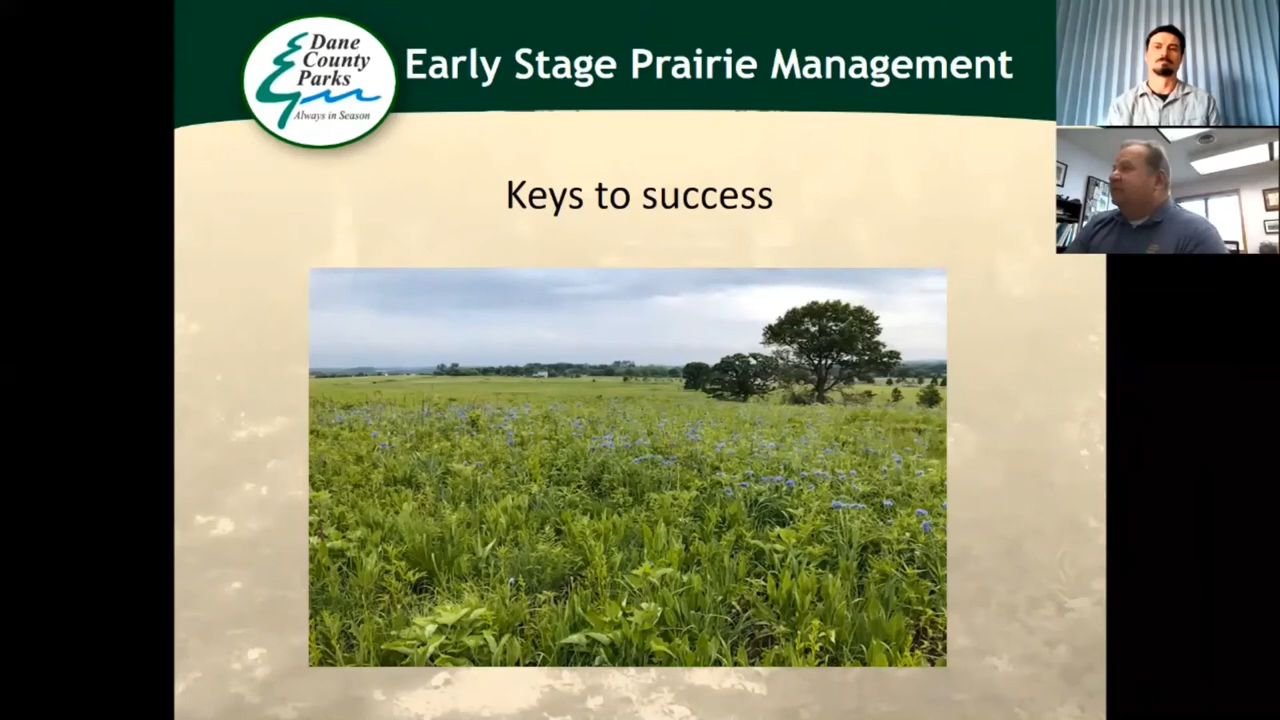 Dane
County
Parks
Always in Season
Early Stage Prairie Management
Keys to success